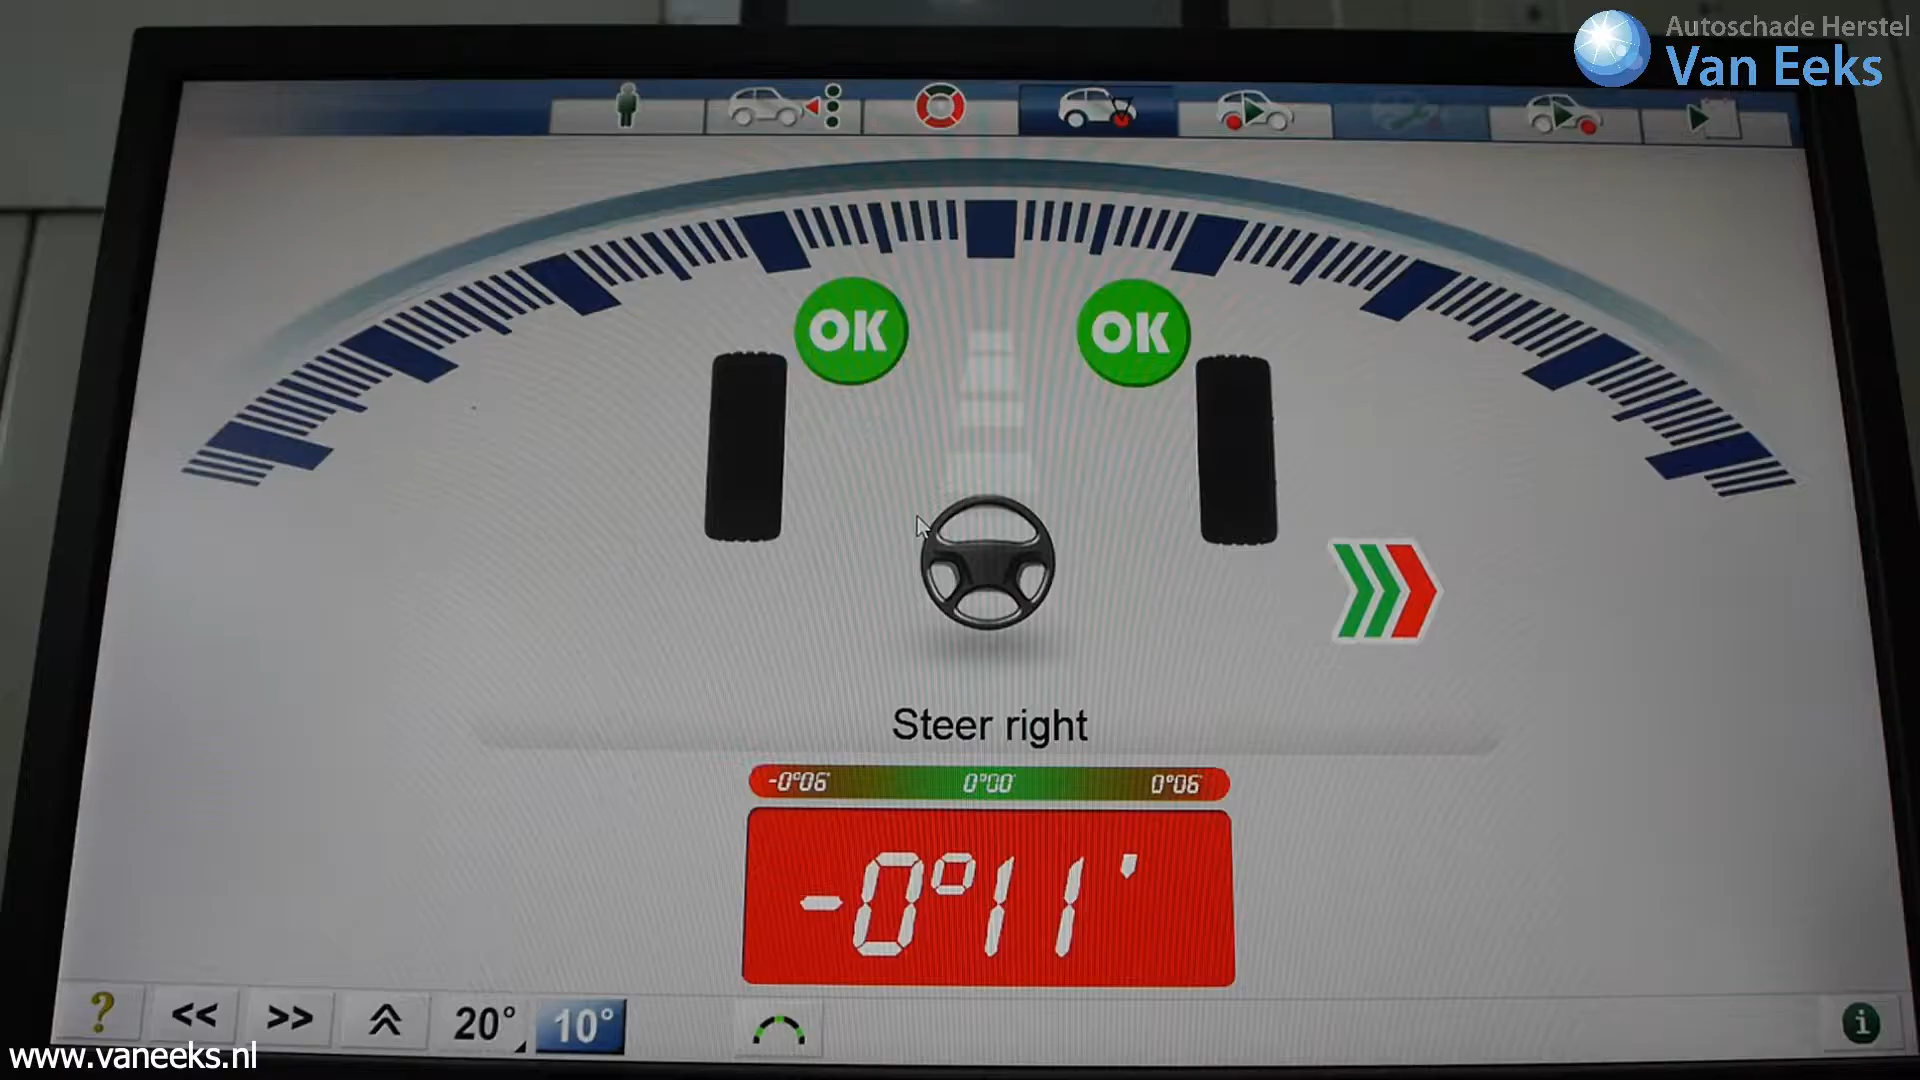 Autoschade Herstel
Van Eeks
OK OK
Steer right
-0°06' 0°00' 0°06'
-0°11'
? << >> 20° 10° i
www.vaneeks.nl